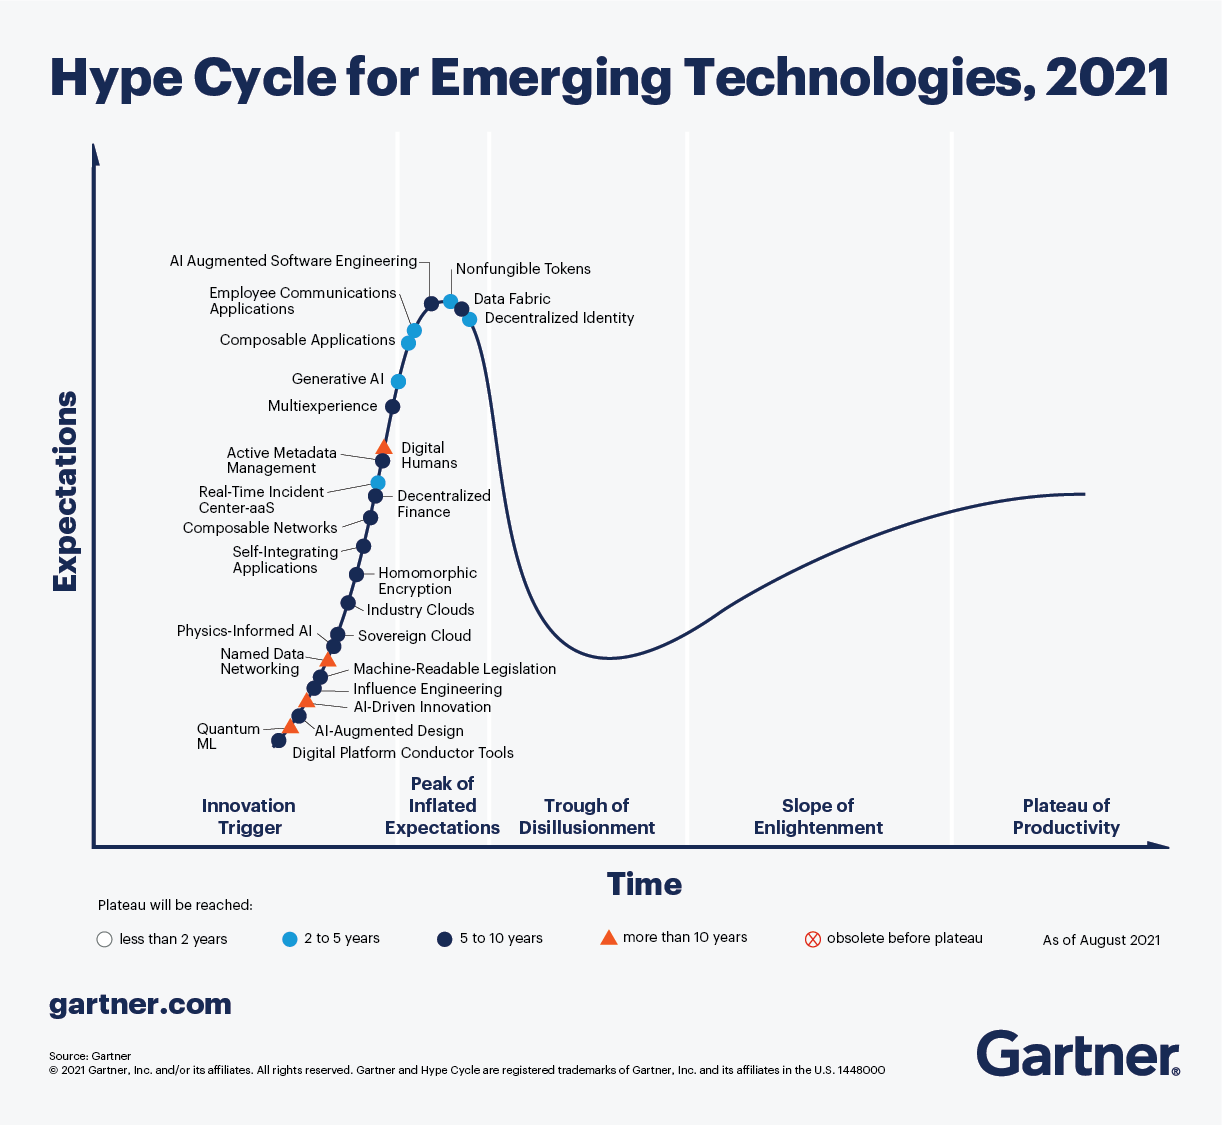 Hype Cycle for Emerging Technologies, 2021
Expectations
AI Augmented Software Engineering
Nonfungible Tokens
Employee Communications
Applications
Data Fabric
Decentralized Identity
Composable Applications
Generative AI
Multiexperience
Active Metadata
Management
Digital
Humans
Real-Time Incident
Center-aaS
Decentralized
Finance
Composable Networks
Self-Integrating
Applications
Homomorphic
Encryption
Industry Clouds
Physics-Informed AI
Sovereign Cloud
Named Data
Networking
Machine-Readable Legislation
Influence Engineering
AI-Driven Innovation
Quantum
ML
AI-Augmented Design
Digital Platform Conductor Tools
Innovation
Trigger
Peak of
Inflated
Expectations
Trough of
Disillusionment
Slope of
Enlightenment
Plateau of
Productivity
Time
Plateau will be reached:
less than 2 years
2 to 5 years
5 to 10 years
more than 10 years
obsolete before plateau
As of August 2021
gartner.com
Source: Gartner
© 2021 Gartner, Inc. and/or its affiliates. All rights reserved. Gartner and Hype Cycle are registered trademarks of Gartner, Inc. and its affiliates in the U.S. 1448000
Gartner®